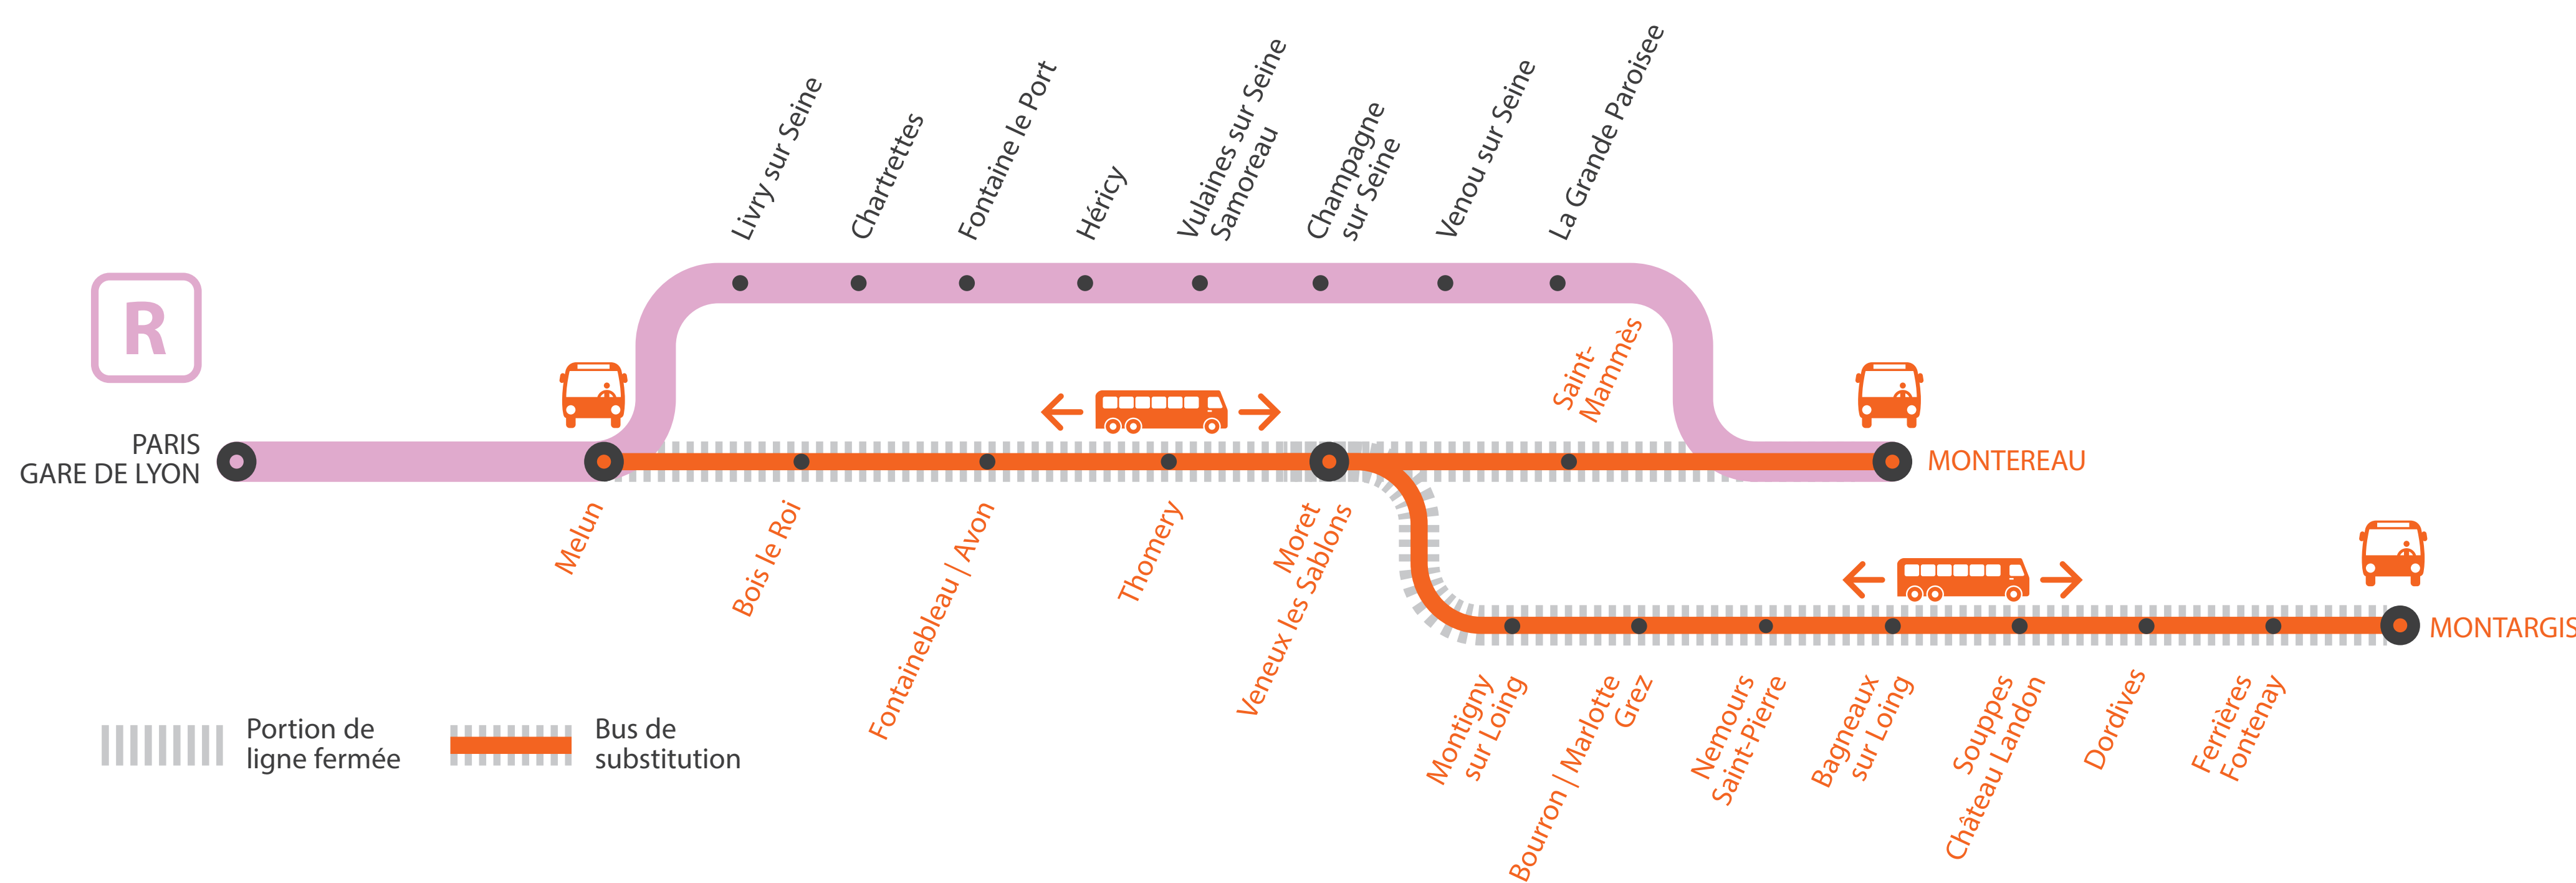 R
PARIS
GARE DE LYON
Livry sur Seine
Chartrettes
Fontaine le Port
Héricy
Vulaines sur Seine
Samoreau
Champagne
sur Seine
Venou sur Seine
La Grande Paroisee
Saint-
Mammès
MONTEREAU
Melun
Bois le Roi
Fontainebleau | Avon
Thomery
Moret
Veneux les Sablons
MONTARGIS
Montigny
sur Loing
Bourron | Marlotte
Grez
Nemours
Saint-Pierre
Bagneaux
sur Loing
Souppes
Château Landon
Dordives
Ferrières
Fontenay
Portion de
ligne fermée
Bus de
substitution